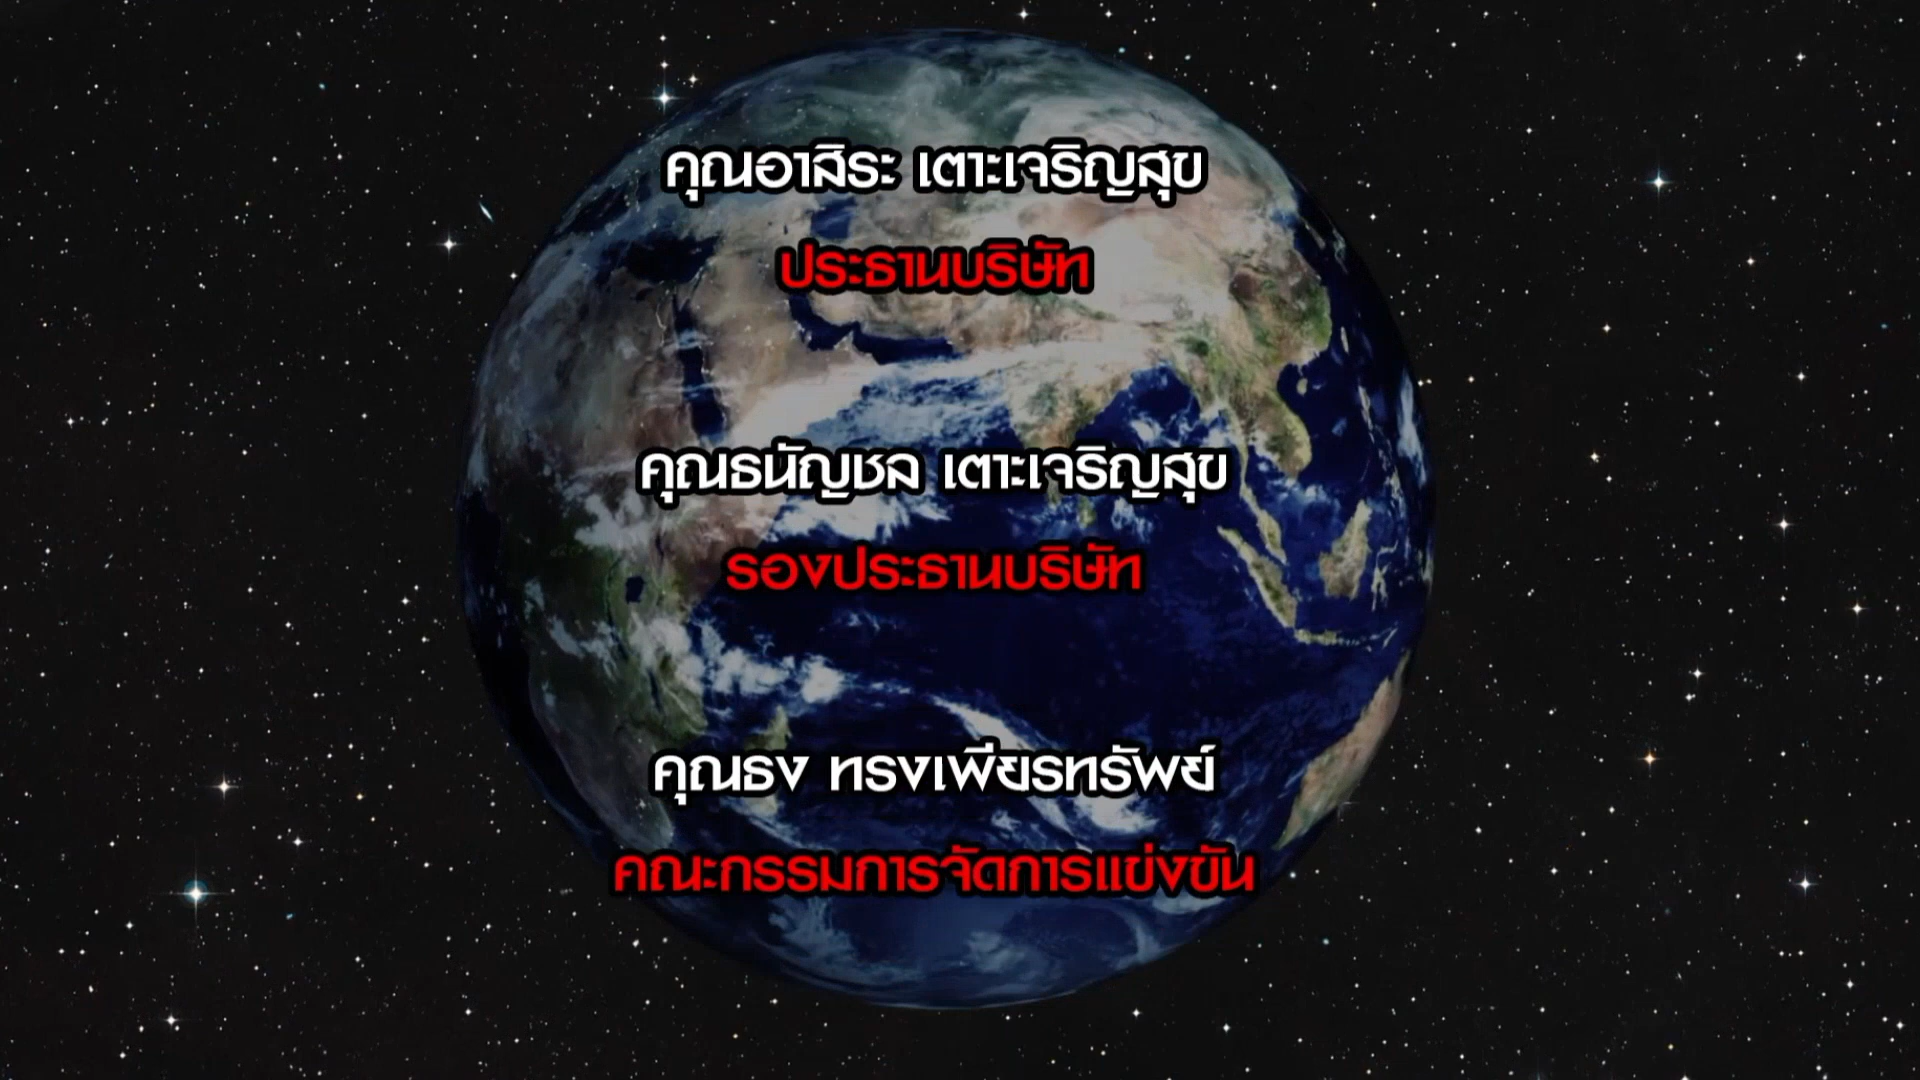 คุณอาสิระ เตาะเจริญสุข
ประธานบริษัท
คุณธนัญชล เตาะเจริญสุข
รองประธานบริษัท
คุณธง ทรงเพียรทรัพย์
คณะกรรมการจัดการแข่งขัน